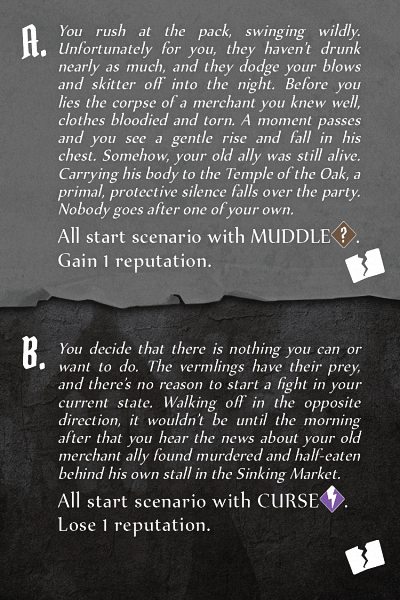 A. You rush at the pack, swinging wildly.
Unfortunately for you, they haven't drunk
nearly as much, and they dodge your blows
and skitter off into the night. Before you
lies the corpse of a merchant you knew well,
clothes bloodied and torn. A moment passes
and you see a gentle rise and fall in his
chest. Somehow, your old ally was still alive.
Carrying his body to the Temple of the Oak, a
primal, protective silence falls over the party.
Nobody goes after one of your own.
All start scenario with MUDDLE ?.
Gain 1 reputation.
B. You decide that there is nothing you can or
want to do. The vermlings have their prey,
and there's no reason to start a fight in your
current state. Walking off in the opposite
direction, it wouldn't be until the morning
after that you hear the news about your old
merchant ally found murdered and half-eaten
behind his own stall in the Sinking Market.
All start scenario with CURSE.
Lose 1 reputation.